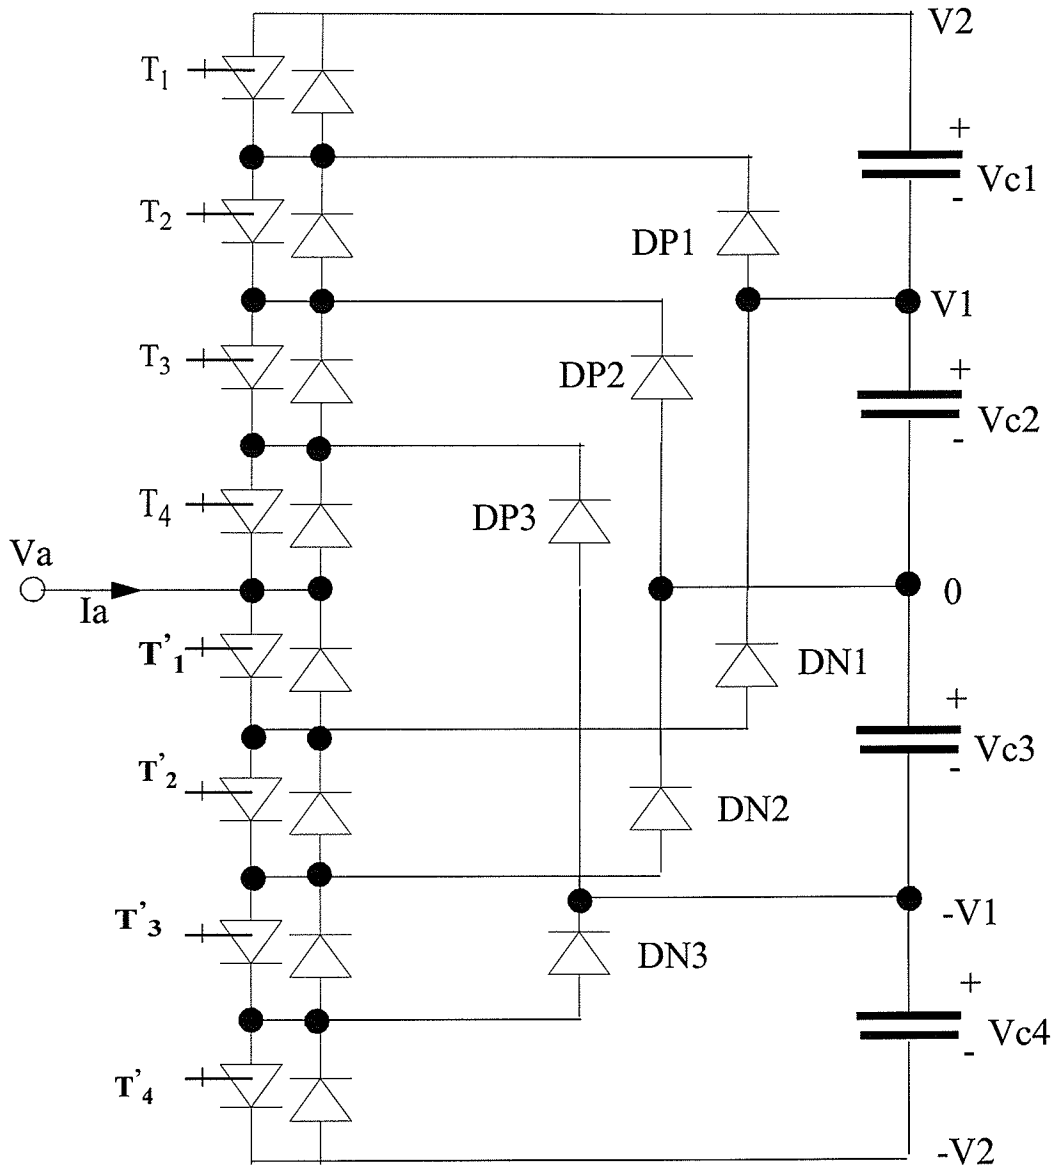 V2
T1
Vc1
+
-
T2
DP1
V1
T3
DP2
Vc2
+
-
T4
DP3
Va
Ia
0
T'1
DN1
Vc3
+
-
T'2
DN2
T'3
-V1
DN3
Vc4
+
-
T'4
-V2